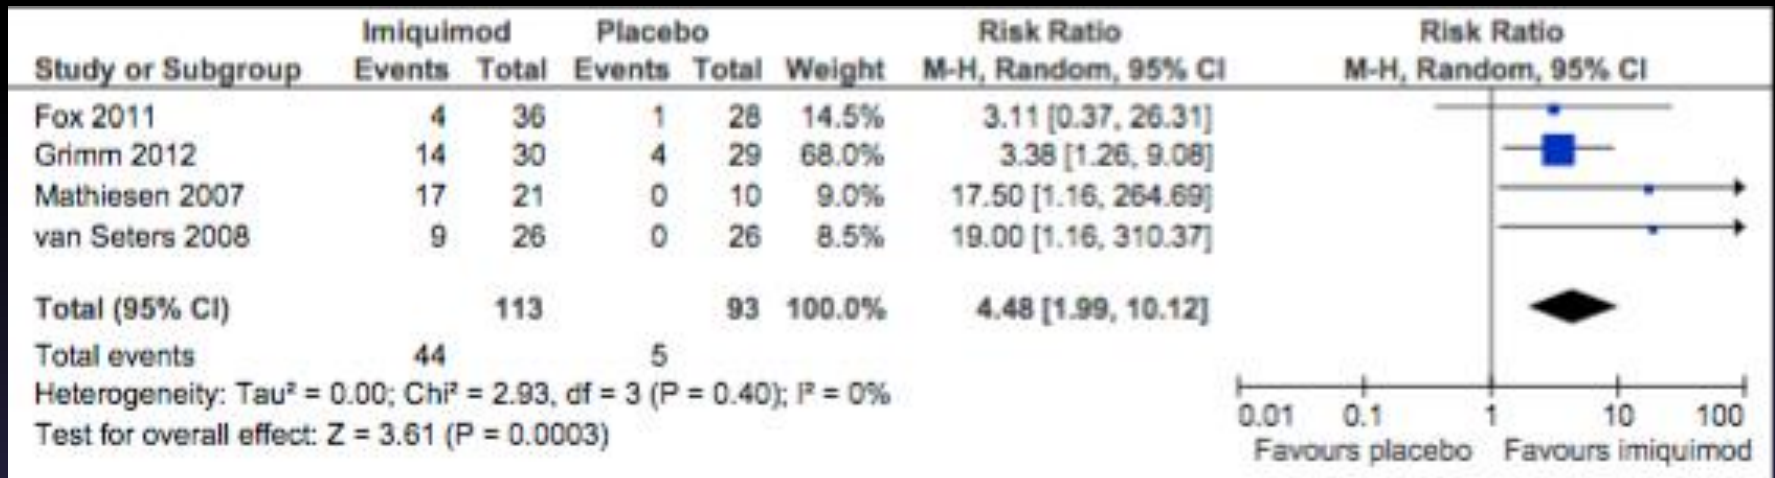 Imiquimod Placebo Risk Ratio Risk Ratio
Study or Subgroup Events Total Events Total Weight M-H, Random, 95% CI M-H, Random, 95% CI
Fox 2011 4 36 1 28 14.5% 3.11 [0.37, 26.31]
Grimm 2012 14 30 4 29 68.0% 3.38 [1.26, 9.08]
Mathiesen 2007 17 21 0 10 9.0% 17.50 [1.16, 264.69]
van Seters 2008 9 26 0 26 8.5% 19.00 [1.16, 310.37]
Total (95% CI) 113 93 100.0% 4.48 [1.99, 10.12]
Total events 44 5
Heterogeneity: Tau² = 0.00; Chi² = 2.93, df = 3 (P = 0.40); I² = 0%
Test for overall effect: Z = 3.61 (P = 0.0003)
0.01 0.1 1 10 100
Favours placebo Favours imiquimod